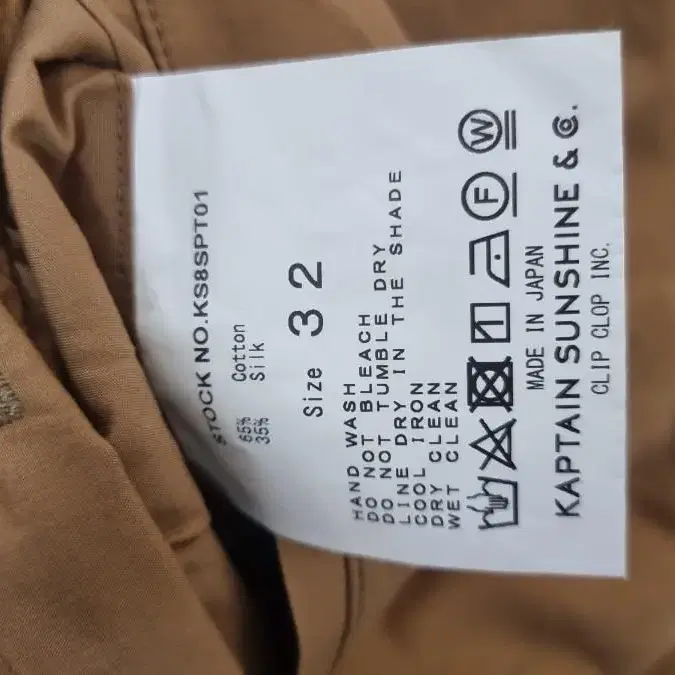 STOCK NO.KS8SPT01
65% Cotton
35% Silk
Size 32
HAND WASH
DO NOT BLEACH
DO NOT TUMBLE DRY
LINE DRY IN THE SHADE
COOL IRON
DRY CLEAN
WET CLEAN
F W
MADE IN JAPAN
KAPTAIN SUNSHINE & Co.
CLIP CLOP INC.